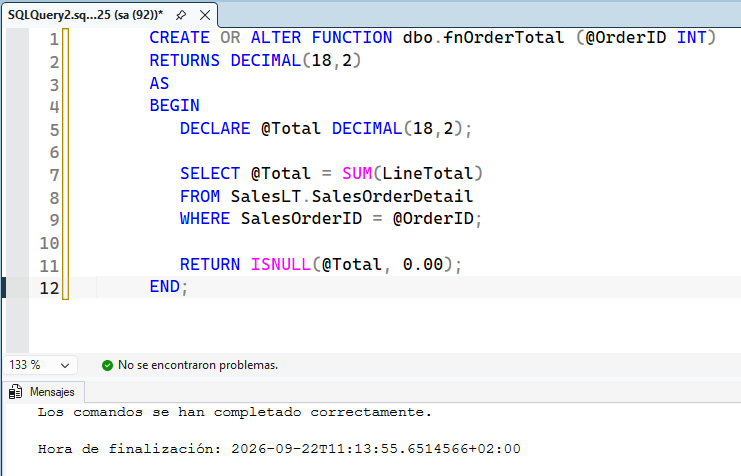 SQLQuery2.sq...25 (sa (92))*
1 CREATE OR ALTER FUNCTION dbo.fnOrderTotal (@OrderID INT)
2 RETURNS DECIMAL(18,2)
3 AS
4 BEGIN
5 DECLARE @Total DECIMAL(18,2);
6
7 SELECT @Total = SUM(LineTotal)
8 FROM SalesLT.SalesOrderDetail
9 WHERE SalesOrderID = @OrderID;
10
11 RETURN ISNULL(@Total, 0.00);
12 END;
133 % No se encontraron problemas.
Mensajes
Los comandos se han completado correctamente.
Hora de finalización: 2026-09-22T11:13:55.6514566+02:00